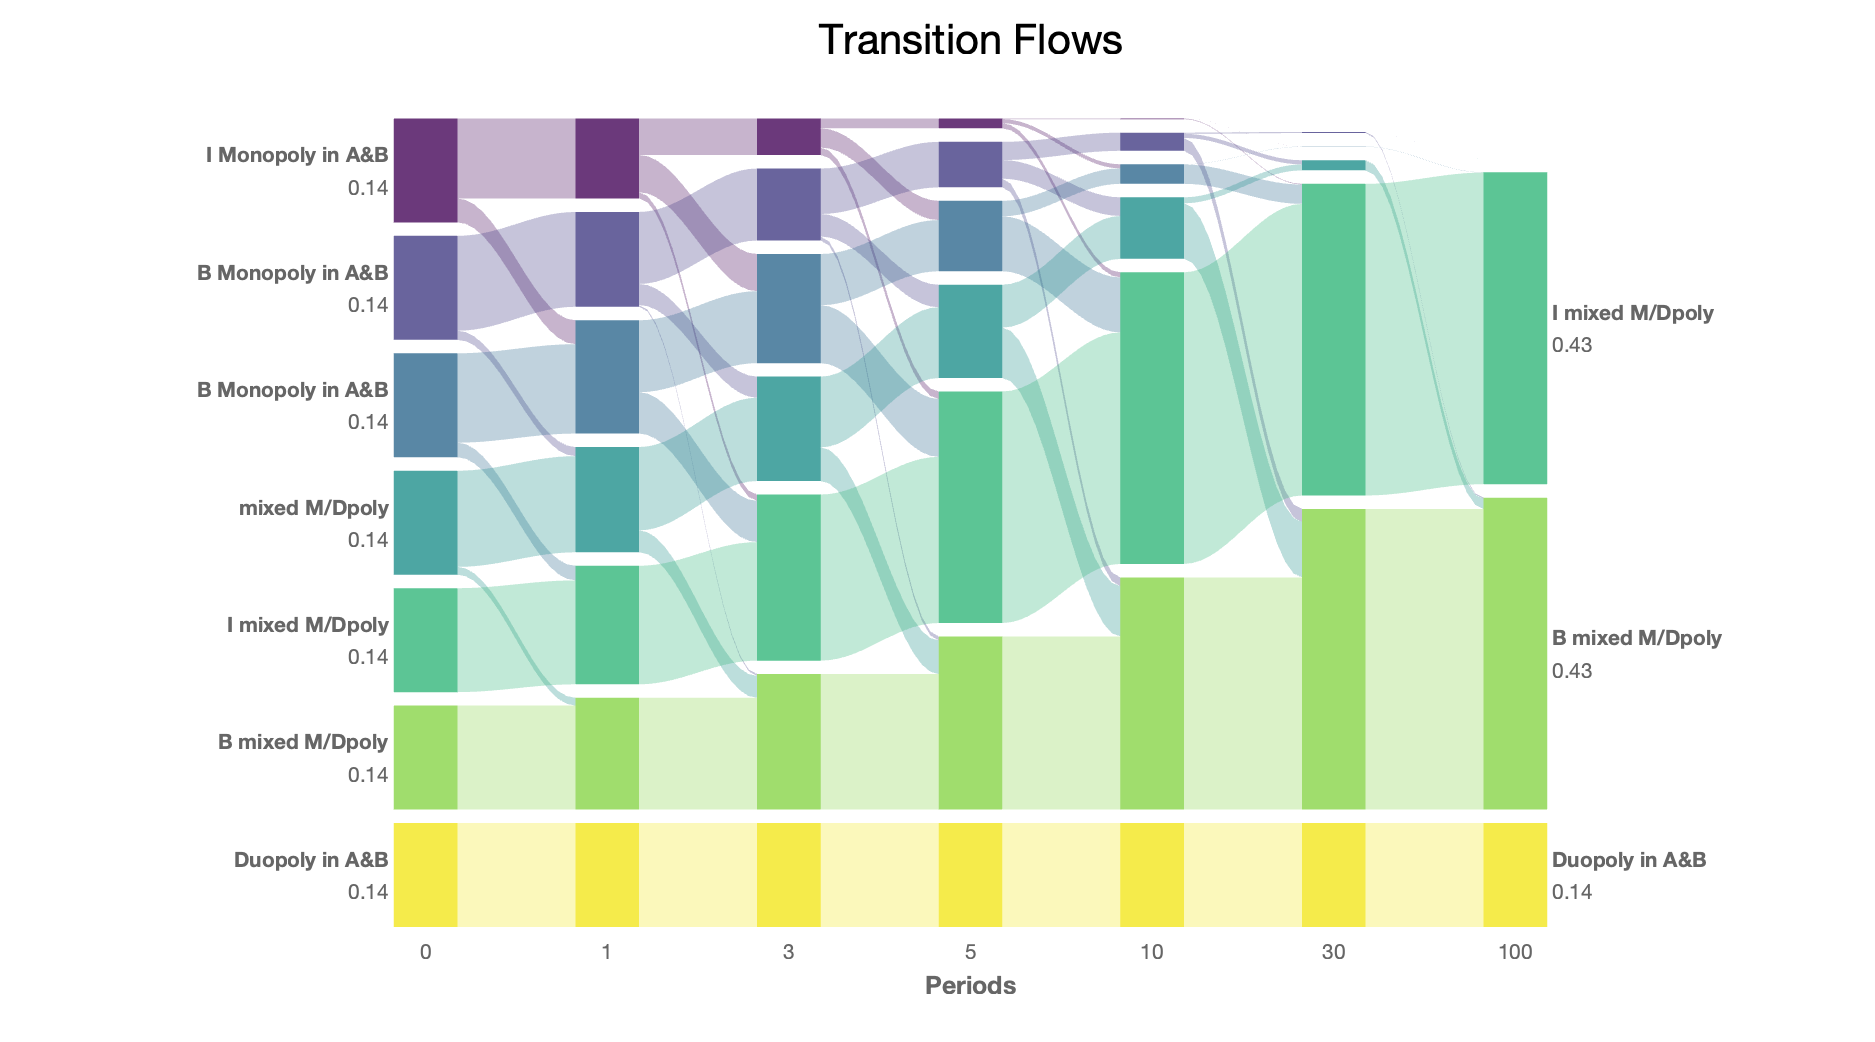 Transition Flows
I Monopoly in A&B
0.14
B Monopoly in A&B
0.14
B Monopoly in A&B
0.14
mixed M/Dpoly
0.14
I mixed M/Dpoly
0.14
B mixed M/Dpoly
0.14
Duopoly in A&B
0.14
I mixed M/Dpoly
0.43
B mixed M/Dpoly
0.43
Duopoly in A&B
0.14
0 1 3 5 10 30 100
Periods